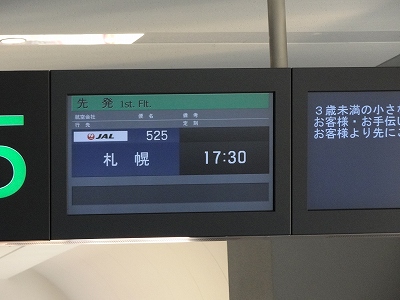 5
先発 1st. Flt.
航空会社 便名 備考
行先 定刻
JAL 525
札幌 17:30
3歳未満の小さな
お客様・お手伝い
お客様より先にご